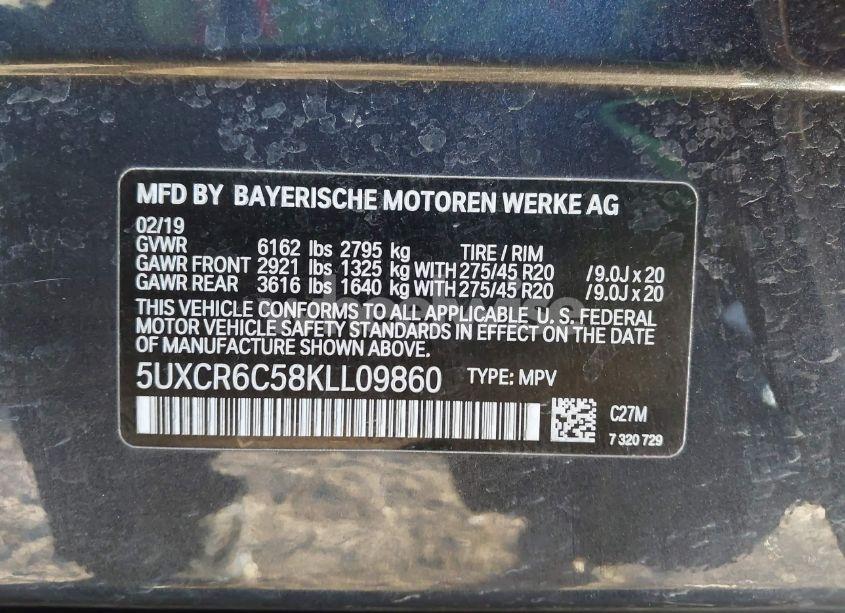 MFD BY BAYERISCHE MOTOREN WERKE AG
02/19
GVWR 6162 lbs 2795 kg TIRE / RIM
GAWR FRONT 2921 lbs 1325 kg WITH 275/45 R20 / 9.0J x 20
GAWR REAR 3616 lbs 1640 kg WITH 275/45 R20 / 9.0J x 20
THIS VEHICLE CONFORMS TO ALL APPLICABLE U. S. FEDERAL
MOTOR VEHICLE SAFETY STANDARDS IN EFFECT ON THE DATE
OF MANUFACTURE SHOWN ABOVE.
5UXCR6C58KLL09860 TYPE: MPV
C27M
7 320 729